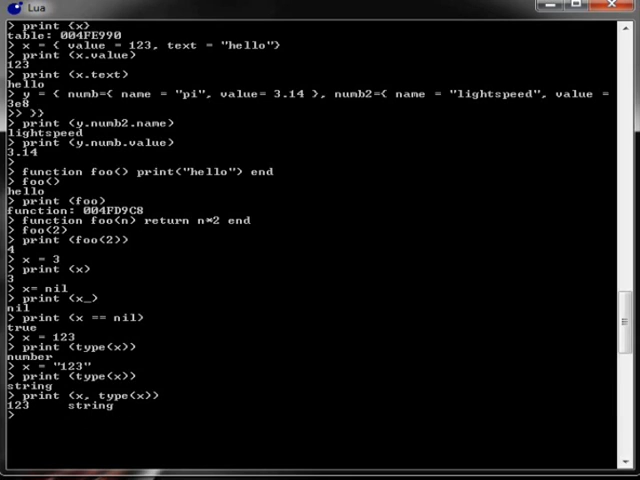 Lua
> print (x)
table: 004FE990
> x = { value = 123, text = "hello"}
> print (x.value)
123
> print (x.text)
hello
> y = { numb={ name = "pi", value= 3.14 }, numb2={ name = "lightspeed", value =
3e8
>> }}
> print (y.numb2.name)
lightspeed
> print (y.numb.value)
3.14
>
> function foo() print("hello") end
> foo()
hello
> print (foo)
function: 004FD9C8
> function foo(n) return n*2 end
> foo(2)
> print (foo(2))
4
> x = 3
> print (x)
3
> x= nil
> print (x_)
nil
> print (x == nil)
true
> x = 123
> print (type(x))
number
> x = "123"
> print (type(x))
string
> print (x, type(x))
123 string
>